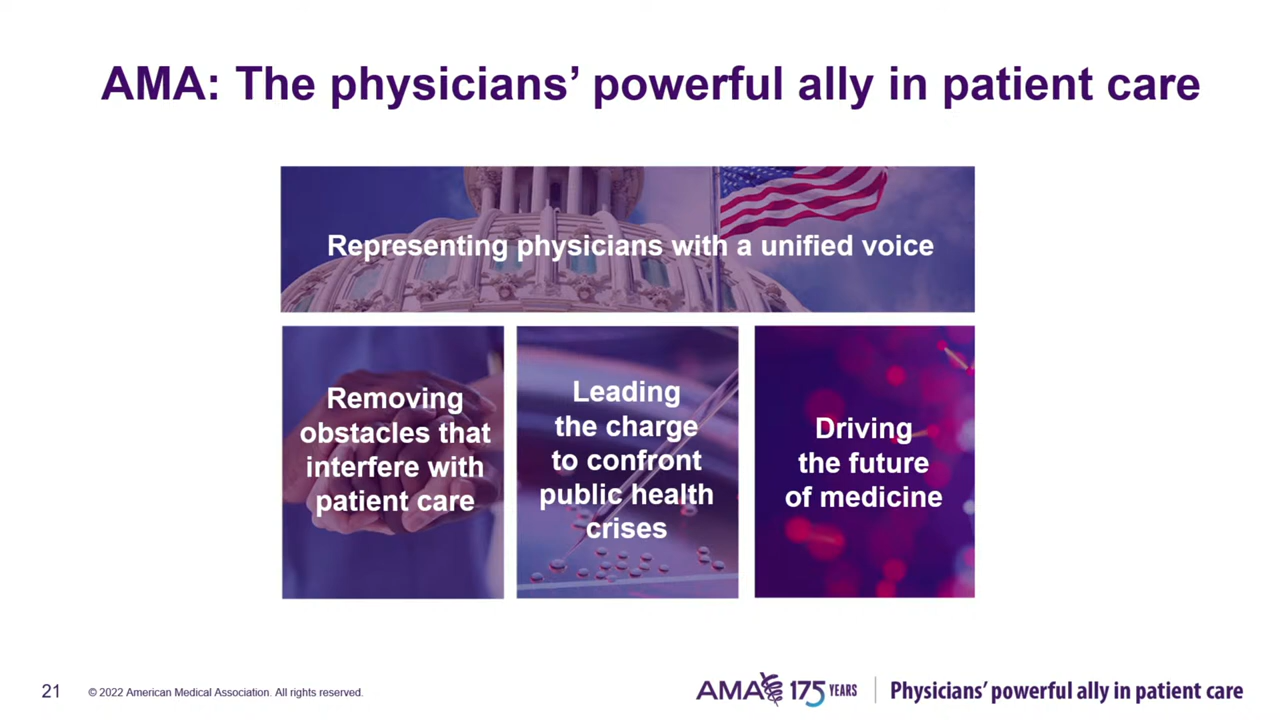 AMA: The physicians’ powerful ally in patient care
Representing physicians with a unified voice
Removing
obstacles that
interfere with
patient care
Leading
the charge
to confront
public health
crises
Driving
the future
of medicine
21
© 2022 American Medical Association. All rights reserved.
AMA 175 YEARS
Physicians’ powerful ally in patient care